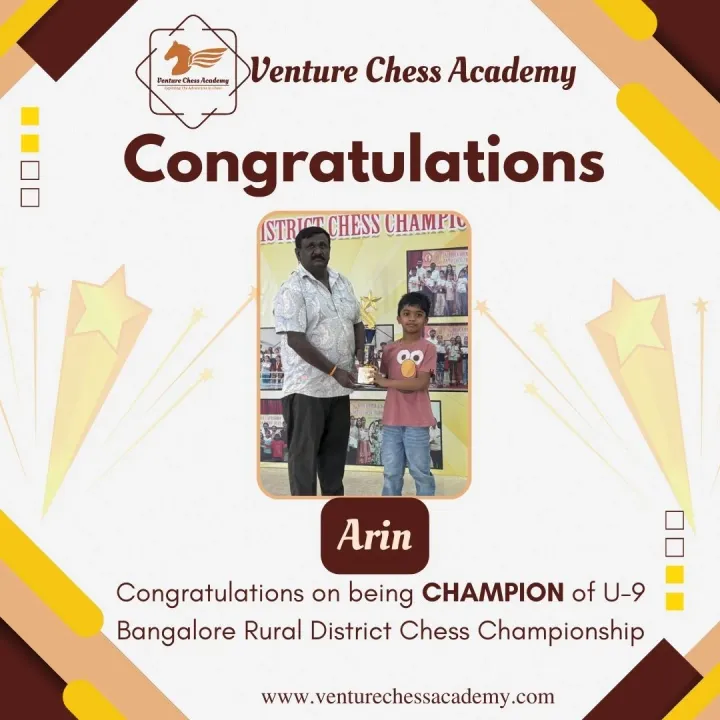 Venture Chess Academy
Venture Chess Academy
Congratulations
ISTRICT CHESS CHAMPIO
Arin
Congratulations on being CHAMPION of U-9
Bangalore Rural District Chess Championship
www.venturechessacademy.com